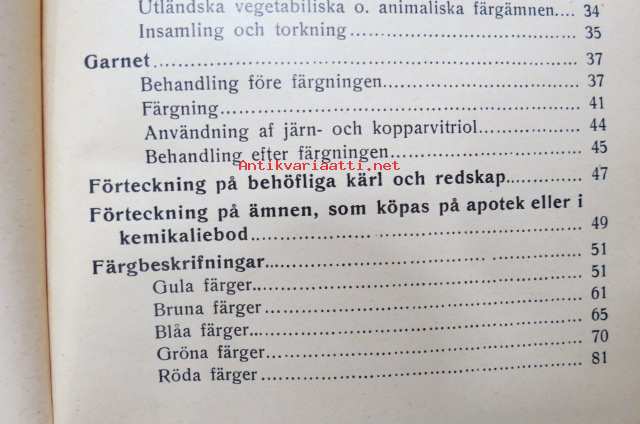 Utländska vegetabiliska o. animaliska färgämnen.... 34
Insamling och torkning ........ 35
Garnet ........ 37
Behandling före färgningen ........ 37
Färgning ........ 41
Användning af järn- och kopparvitriol ........ 44
Behandling efter färgningen ........ 45
Antikvariaatti.net
Förteckning på behöfliga kärl och redskap ........ 47
Förteckning på ämnen, som köpas på apotek eller i
kemikaliebod ........ 49
Färgbeskrifningar ........ 51
Gula färger ........ 51
Bruna färger ........ 61
Blåa färger ........ 65
Gröna färger ........ 70
Röda färger ........ 81